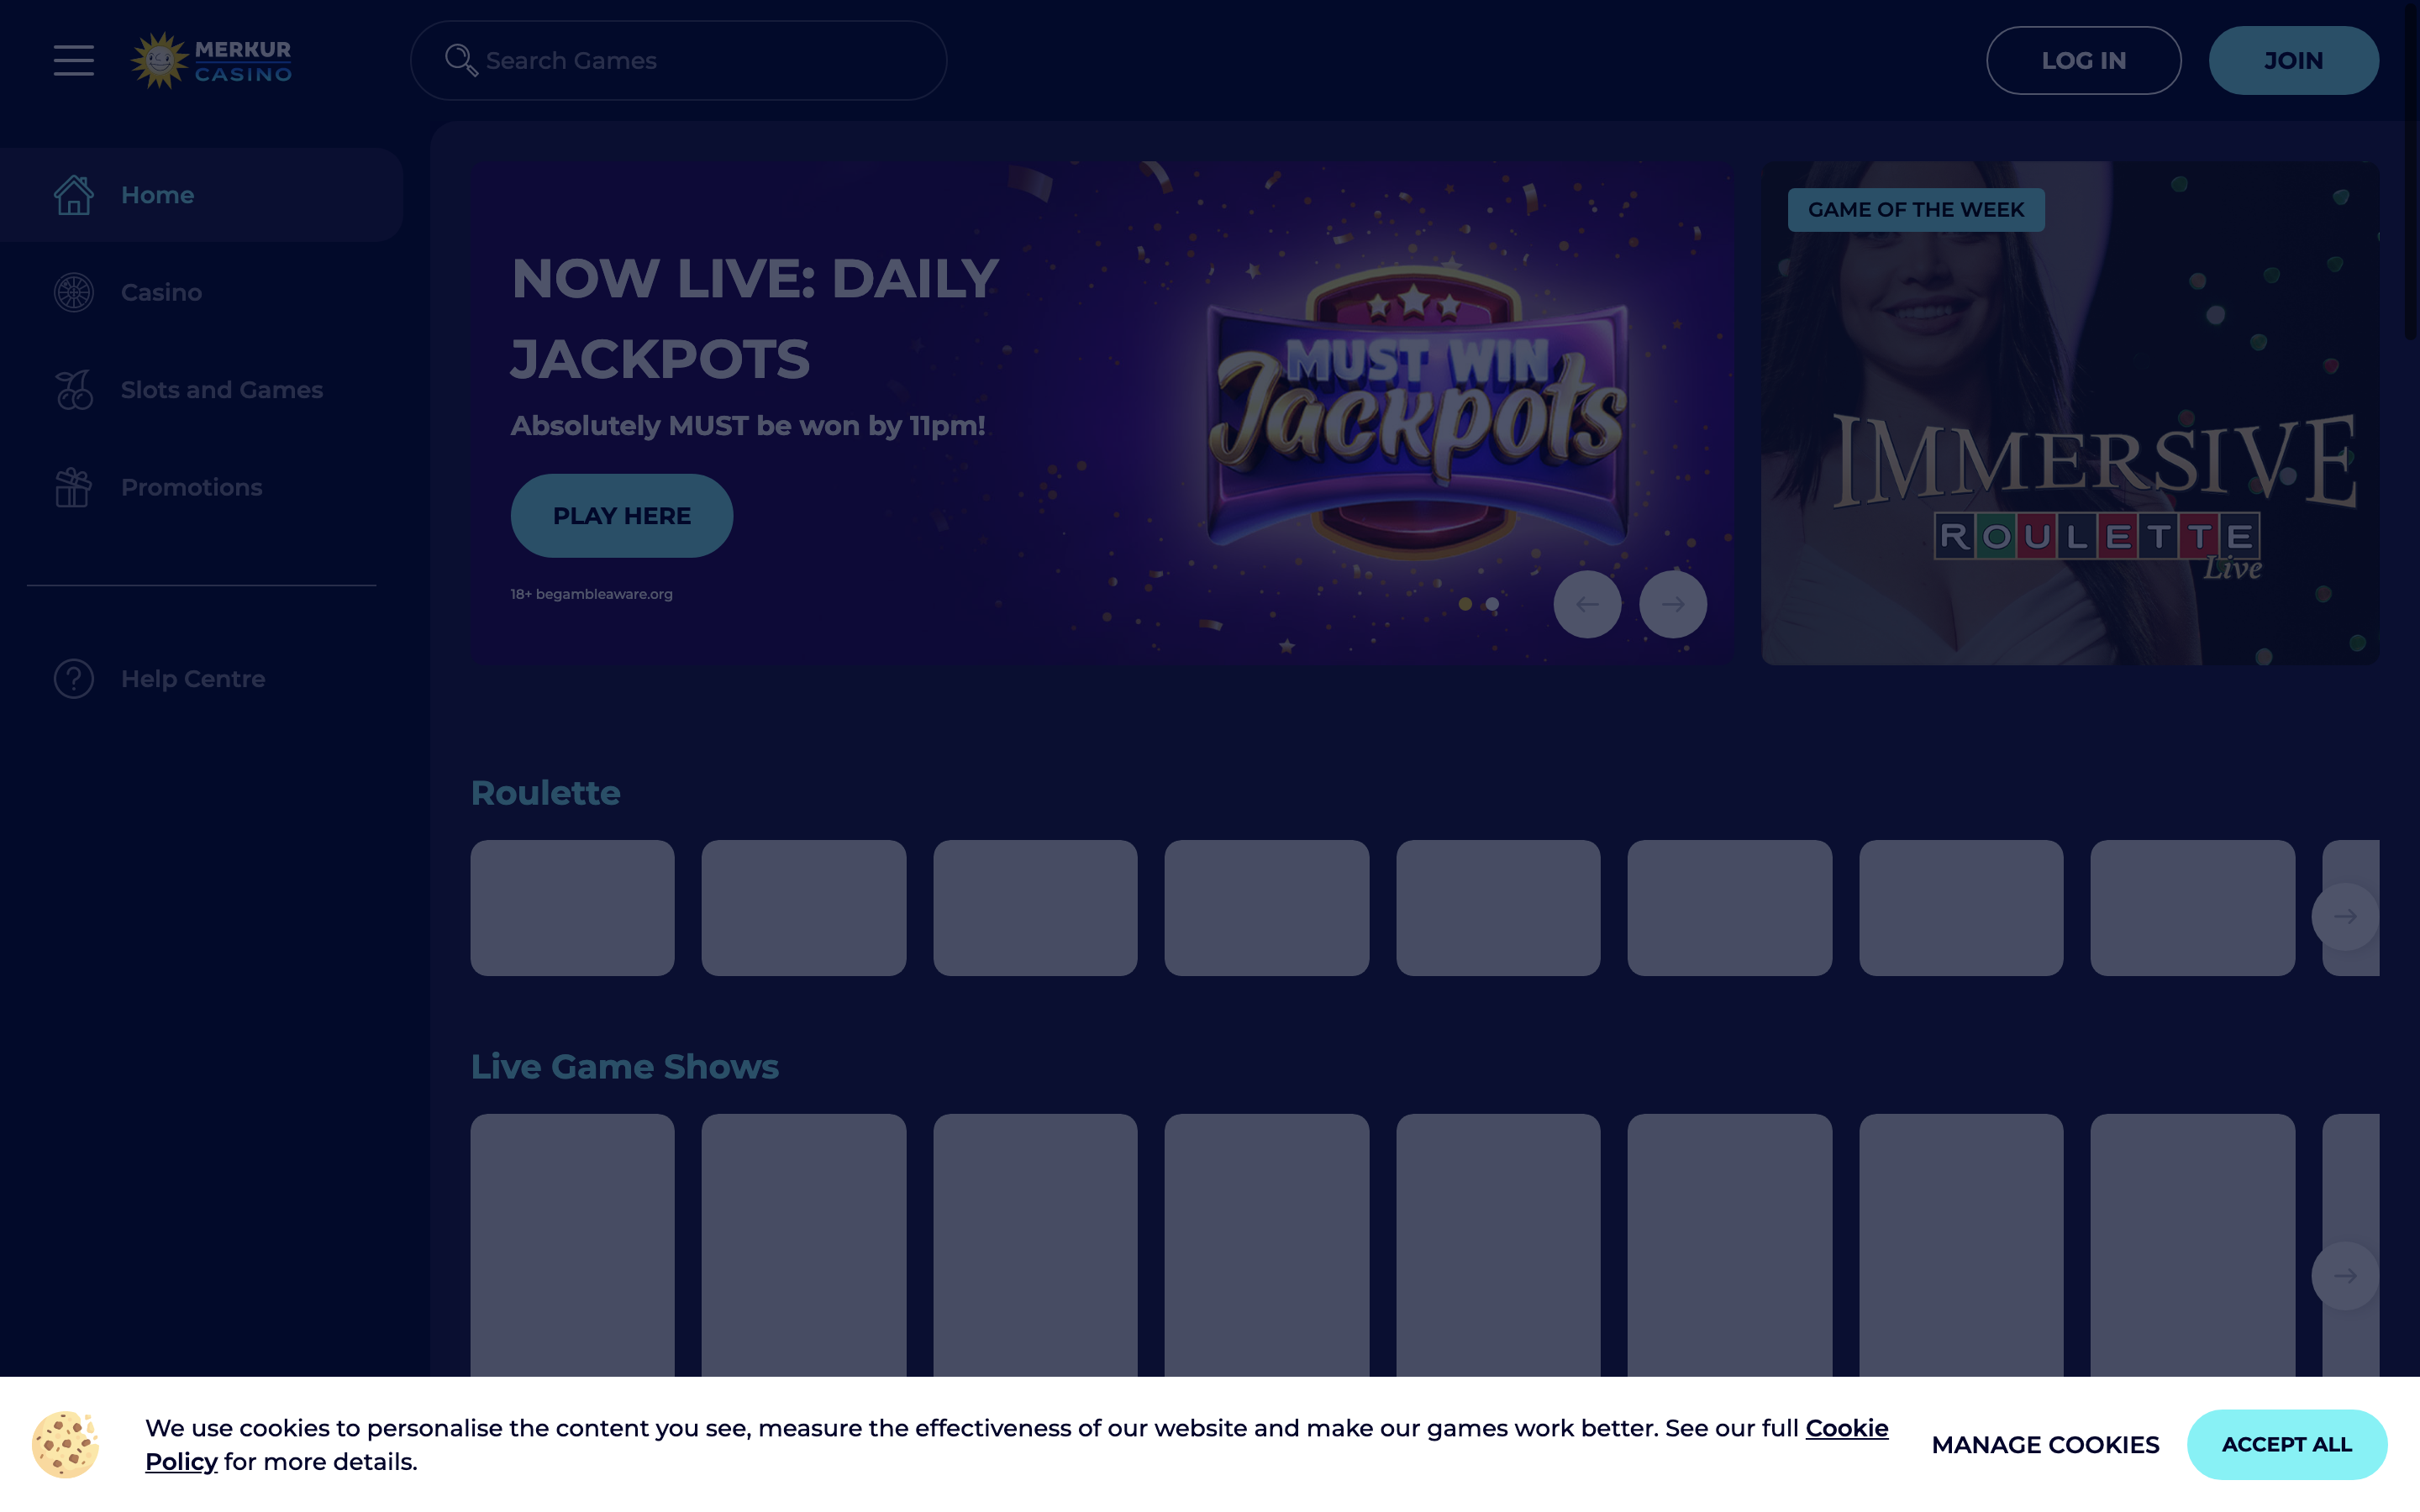 MERKUR
CASINO
Search Games
LOG IN
JOIN
Home
Casino
Slots and Games
Promotions
Help Centre
NOW LIVE: DAILY
JACKPOTS
Absolutely MUST be won by 11pm!
PLAY HERE
18+ begambleaware.org
MUST WIN
Jackpots
GAME OF THE WEEK
IMMERSIVE
ROULETTE
Live
Roulette
Live Game Shows
We use cookies to personalise the content you see, measure the effectiveness of our website and make our games work better. See our full Cookie
Policy for more details.
MANAGE COOKIES
ACCEPT ALL